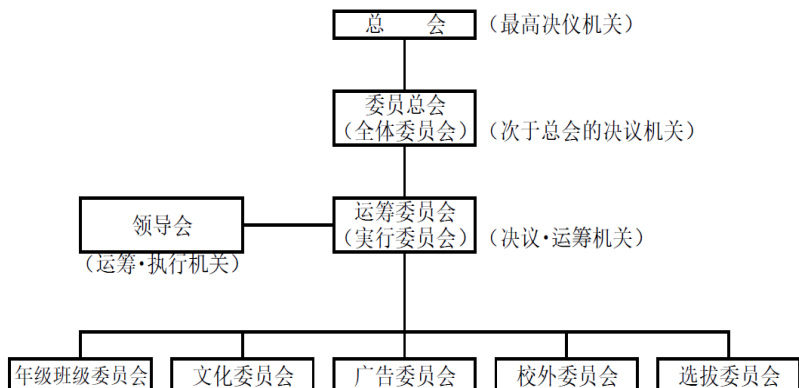 总 会 （最高决仪机关）
委员总会
（全体委员会）（次于总会的决议机关）
运筹委员会
（実行委员会）（决议·运筹机关）
领导会
（运筹·执行机关）
年级班级委员会 文化委员会 广告委员会 校外委员会 选拔委员会